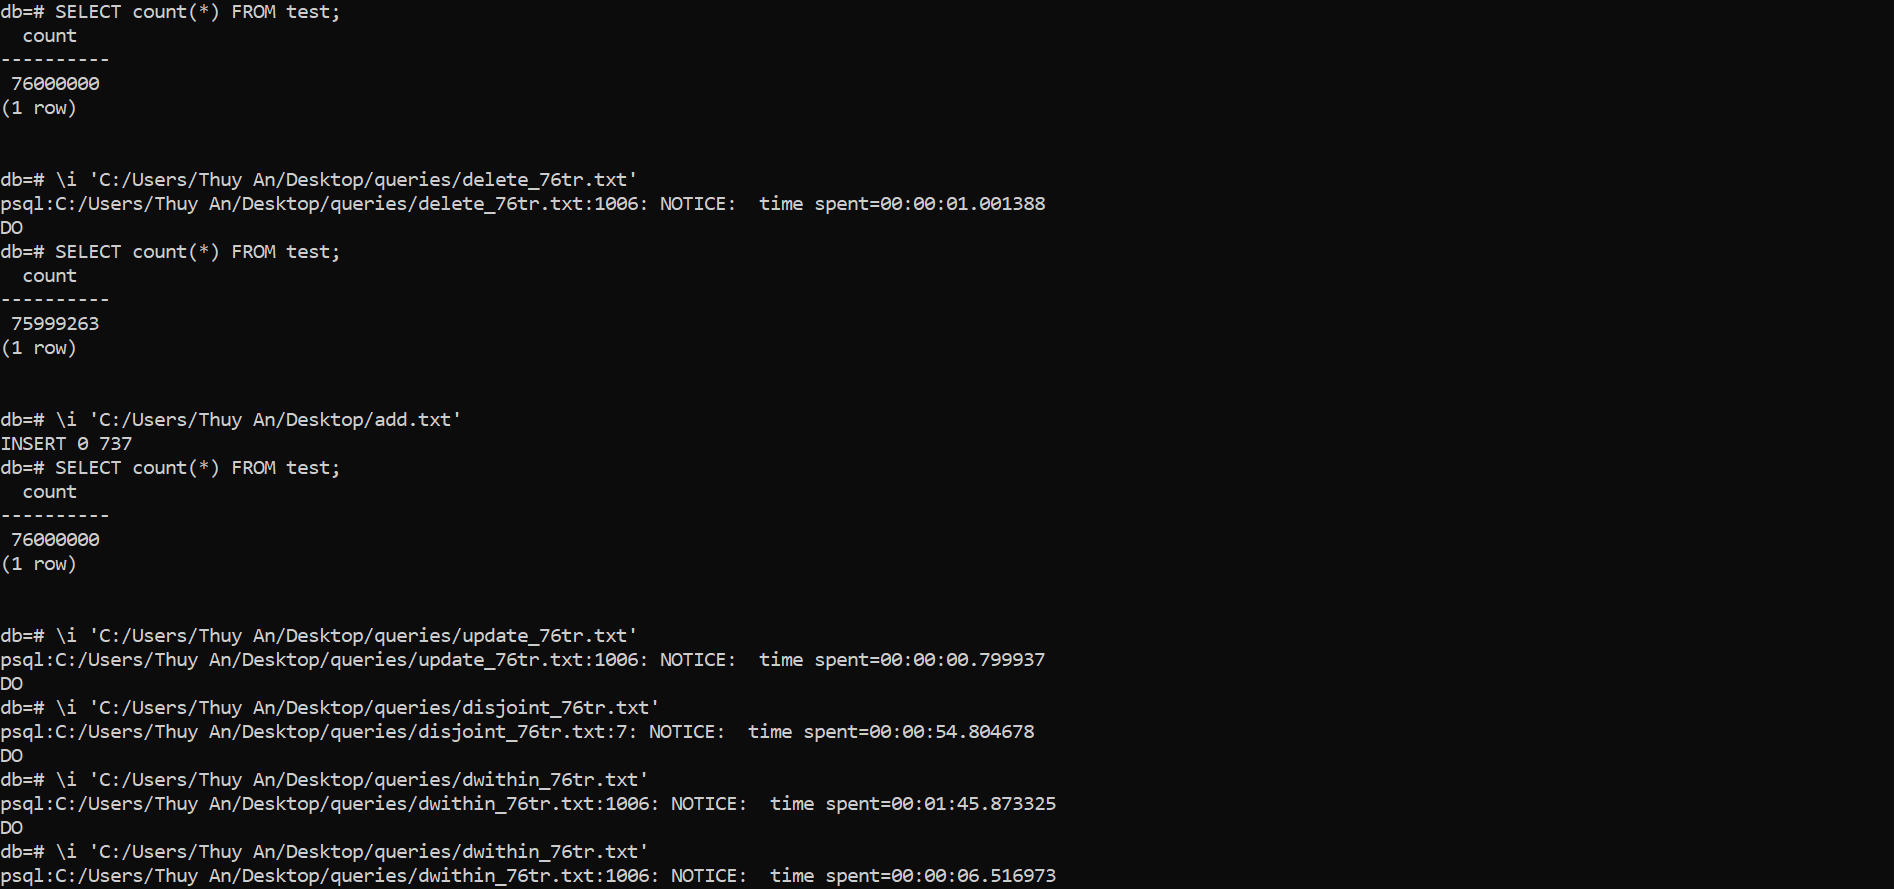 db=# SELECT count(*) FROM test;
  count
----------
 76000000
(1 row)
db=# \i 'C:/Users/Thuy An/Desktop/queries/delete_76tr.txt'
psql:C:/Users/Thuy An/Desktop/queries/delete_76tr.txt:1006: NOTICE:  time spent=00:00:01.001388
DO
db=# SELECT count(*) FROM test;
  count
----------
 75999263
(1 row)
db=# \i 'C:/Users/Thuy An/Desktop/add.txt'
INSERT 0 737
db=# SELECT count(*) FROM test;
  count
----------
 76000000
(1 row)
db=# \i 'C:/Users/Thuy An/Desktop/queries/update_76tr.txt'
psql:C:/Users/Thuy An/Desktop/queries/update_76tr.txt:1006: NOTICE:  time spent=00:00:00.799937
DO
db=# \i 'C:/Users/Thuy An/Desktop/queries/disjoint_76tr.txt'
psql:C:/Users/Thuy An/Desktop/queries/disjoint_76tr.txt:7: NOTICE:  time spent=00:00:54.804678
DO
db=# \i 'C:/Users/Thuy An/Desktop/queries/dwithin_76tr.txt'
psql:C:/Users/Thuy An/Desktop/queries/dwithin_76tr.txt:1006: NOTICE:  time spent=00:01:45.873325
DO
db=# \i 'C:/Users/Thuy An/Desktop/queries/dwithin_76tr.txt'
psql:C:/Users/Thuy An/Desktop/queries/dwithin_76tr.txt:1006: NOTICE:  time spent=00:00:06.516973